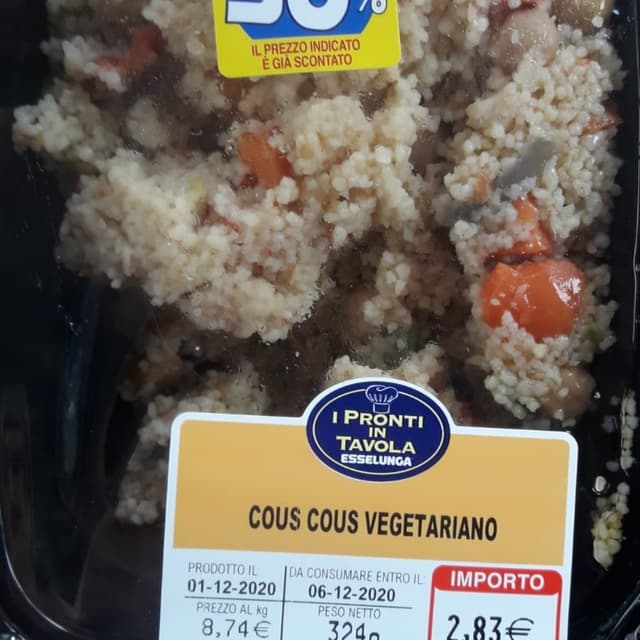 %
IL PREZZO INDICATO
È GIÀ SCONTATO
I PRONTI
IN
TAVOLA
ESSELUNGA
COUS COUS VEGETARIANO
PRODOTTO IL: DA CONSUMARE ENTRO IL: IMPORTO
01-12-2020 06-12-2020
PREZZO AL kg PESO NETTO
8,74€ 324g 2,83€